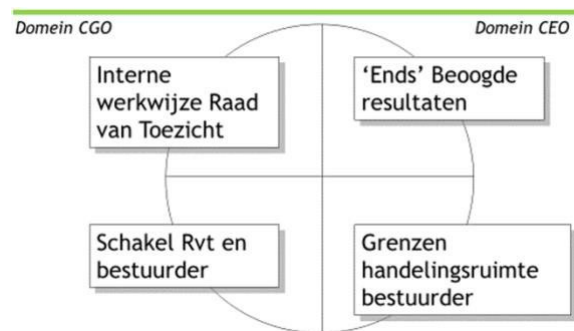 Domein CGO
Domein CEO
Interne
werkwijze Raad
van Toezicht
‘Ends’ Beoogde
resultaten
Schakel Rvt en
bestuurder
Grenzen
handelingsruimte
bestuurder